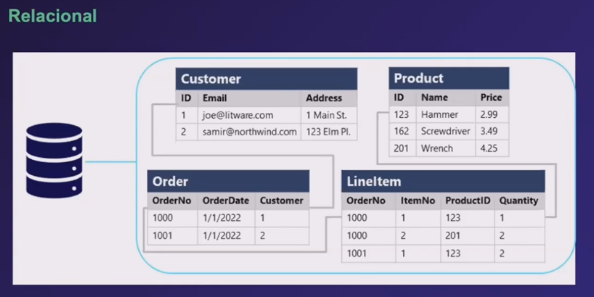 Relacional
Customer
ID Email Address
1 joe@litware.com 1 Main St.
2 samir@northwind.com 123 Elm Pl.
Product
ID Name Price
123 Hammer 2.99
162 Screwdriver 3.49
201 Wrench 4.25
Order
OrderNo OrderDate Customer
1000 1/1/2022 1
1001 1/1/2022 2
LineItem
OrderNo ItemNo ProductID Quantity
1000 1 123 1
1000 2 201 2
1001 1 123 2